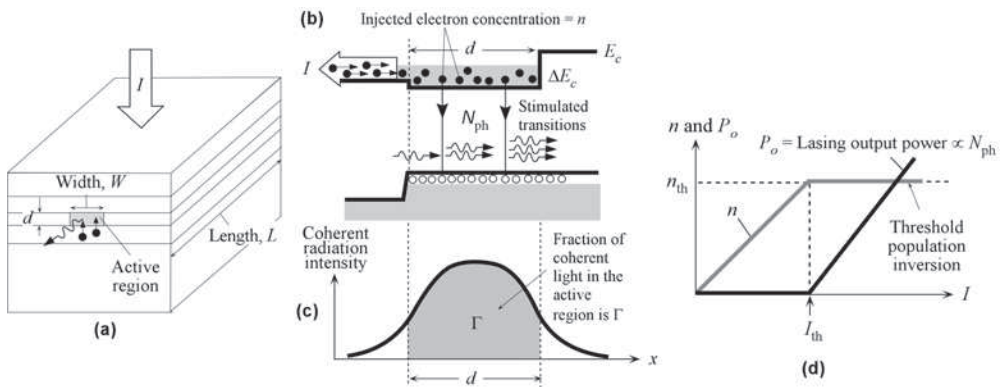 I
Width, W
d
Length, L
Active
region
(a)
(b)
Injected electron concentration = n
d
E_c
I
ΔE_c
N_ph
Stimulated
transitions
Coherent
radiation
intensity
Fraction of
coherent
light in the
active
region is Γ
(c)
Γ
x
d
n and P_o
P_o = Lasing output power ∝ N_ph
n_th
n
Threshold
population
inversion
I
I_th
(d)